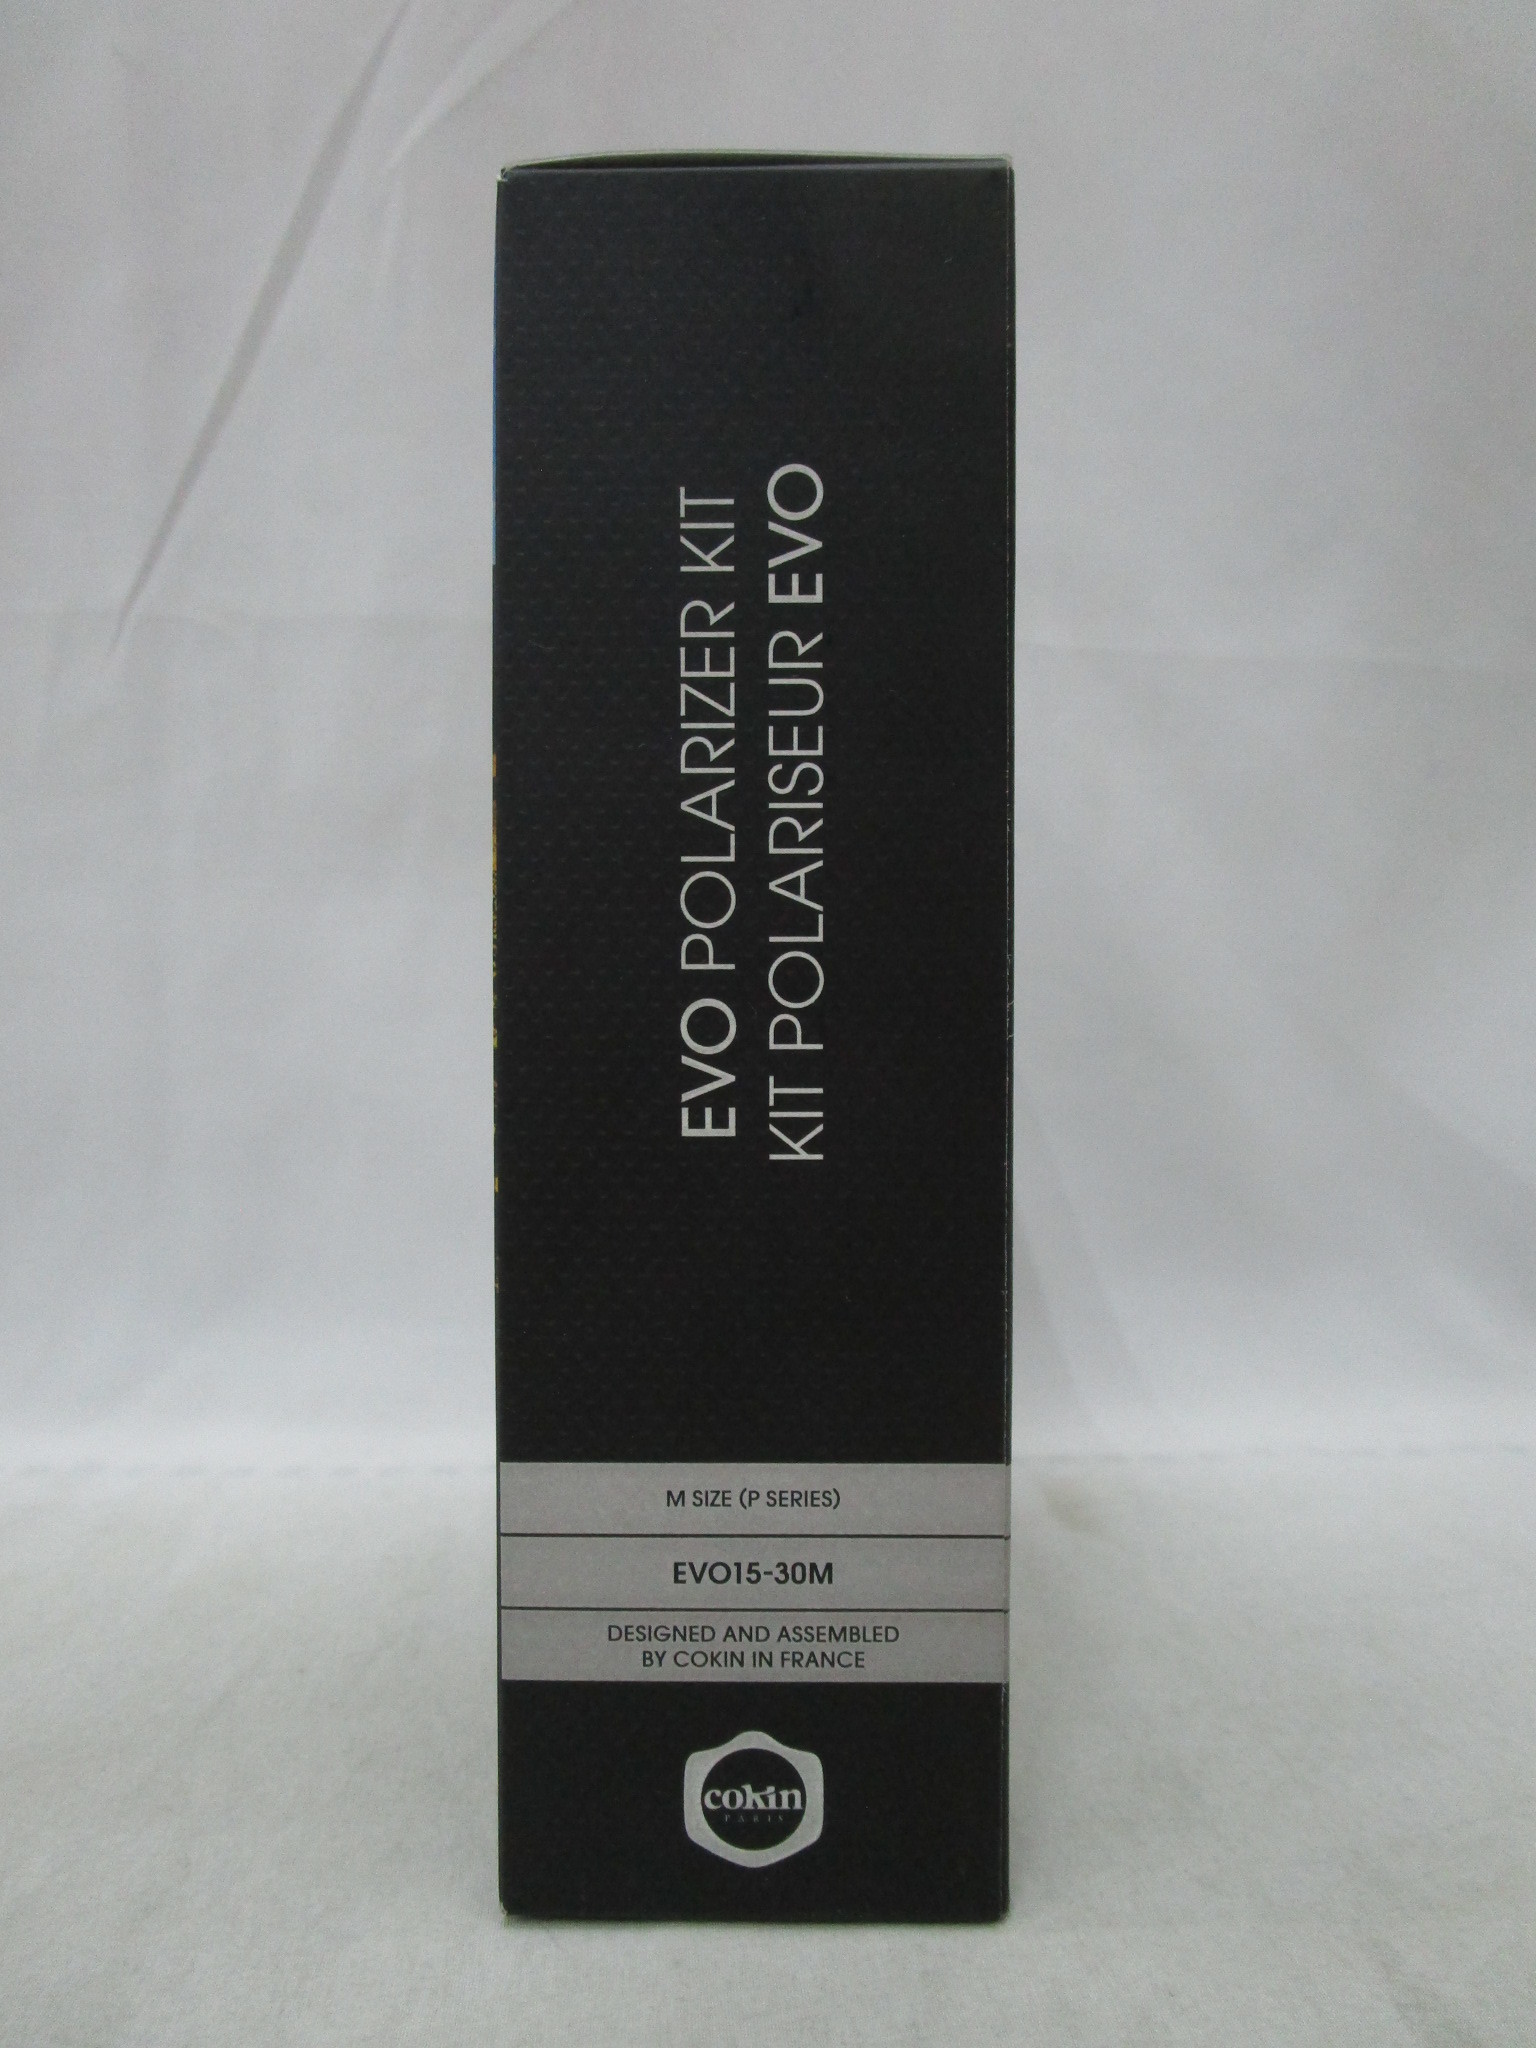 EVO POLARIZER KIT
KIT POLARISEUR EVO
M SIZE (P SERIES)
EVO15-30M
DESIGNED AND ASSEMBLED
BY COKIN IN FRANCE
cokin
PARIS